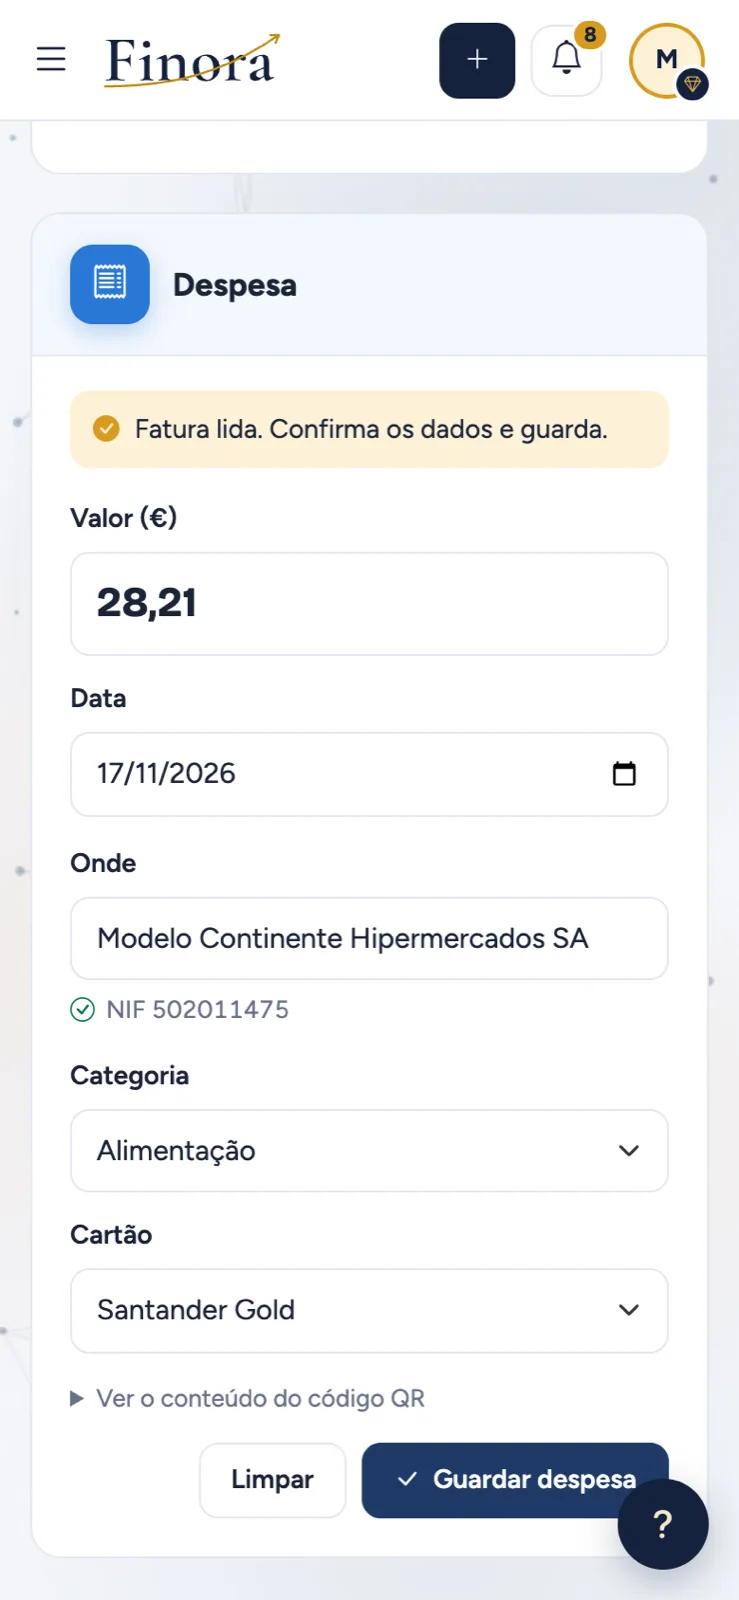 Finora
+
8
M
Despesa
Fatura lida. Confirma os dados e guarda.
Valor (€)
28,21
Data
17/11/2026
Onde
Modelo Continente Hipermercados SA
NIF 502011475
Categoria
Alimentação
Cartão
Santander Gold
Ver o conteúdo do código QR
Limpar
Guardar despesa
?